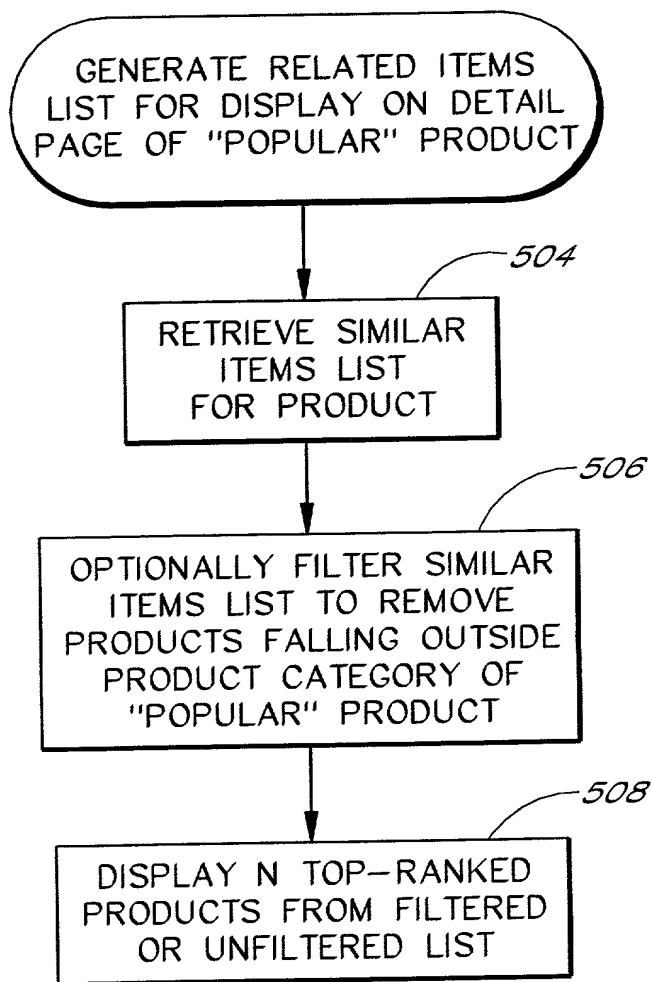 GENERATE RELATED ITEMS
LIST FOR DISPLAY ON DETAIL
PAGE OF "POPULAR" PRODUCT
504
RETRIEVE SIMILAR
ITEMS LIST
FOR PRODUCT
506
OPTIONALLY FILTER SIMILAR
ITEMS LIST TO REMOVE
PRODUCTS FALLING OUTSIDE
PRODUCT CATEGORY OF
"POPULAR" PRODUCT
508
DISPLAY N TOP-RANKED
PRODUCTS FROM FILTERED
OR UNFILTERED LIST